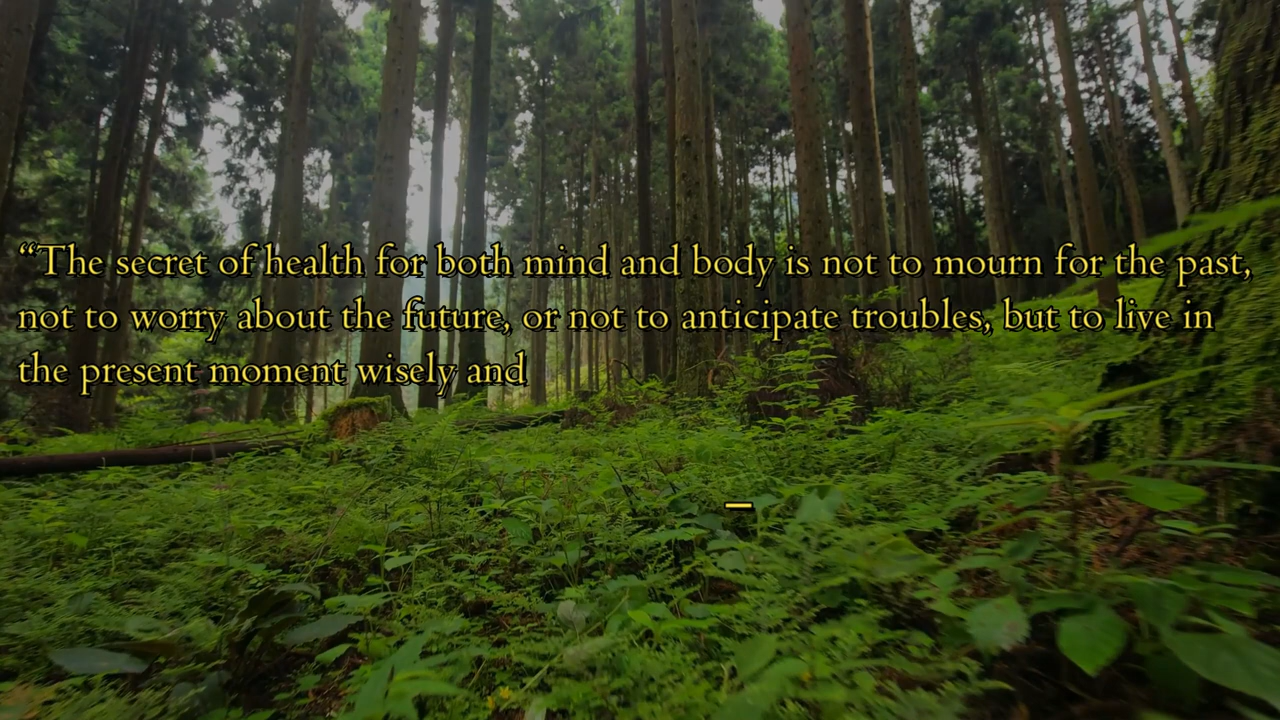 “The secret of health for both mind and body is not to mourn for the past,
not to worry about the future, or not to anticipate troubles, but to live in
the present moment wisely and
–